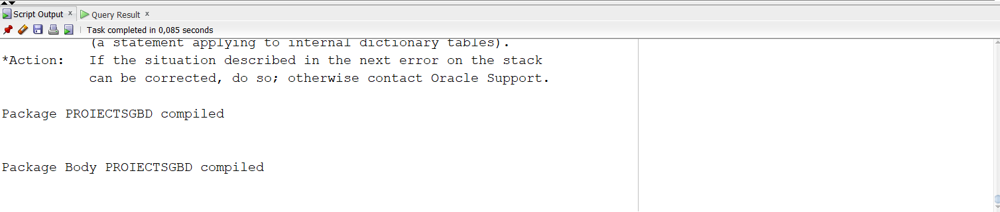 Script Output x Query Result x
Task completed in 0,085 seconds
(a statement applying to internal dictionary tables).
*Action: If the situation described in the next error on the stack
can be corrected, do so; otherwise contact Oracle Support.
Package PROIECTSGBD compiled
Package Body PROIECTSGBD compiled